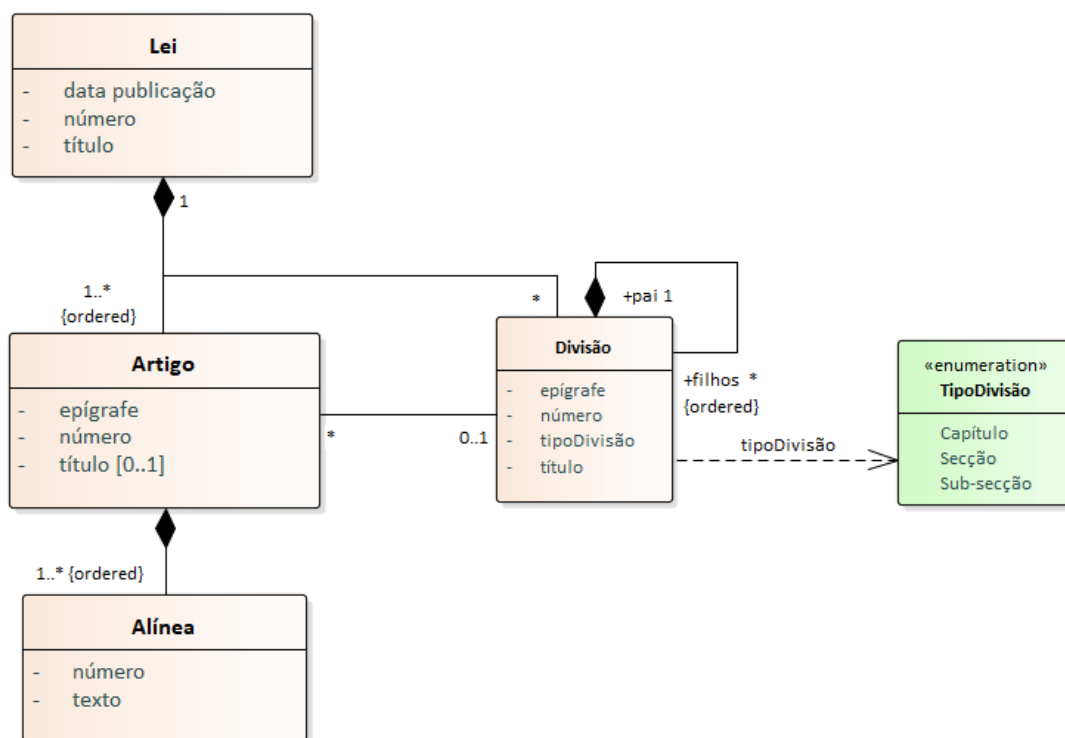 Lei
- data publicação
- número
- título
1
1..*
{ordered}
*
+pai 1
Artigo
- epígrafe
- número
- título [0..1]
*
0..1
Divisão
- epígrafe
- número
- tipoDivisão
- título
+filhos *
{ordered}
tipoDivisão
«enumeration»
TipoDivisão
Capítulo
Secção
Sub-secção
1..* {ordered}
Alínea
- número
- texto